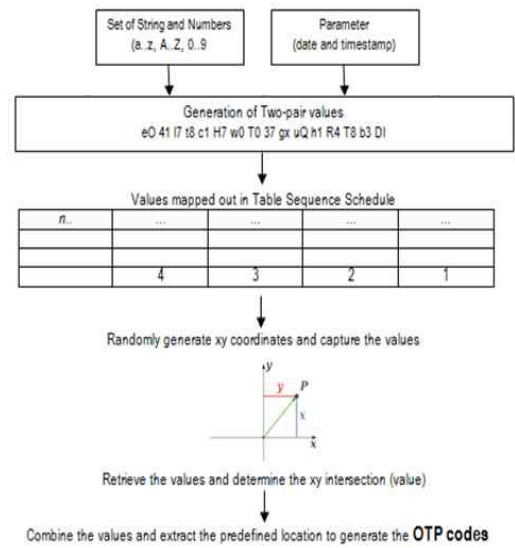 Set of String and Numbers
(a..z, A..Z, 0..9
Parameter
(date and timestamp)
Generation of Two-pair values
eO 41 I7 t8 c1 H7 w0 T0 37 gx uQ h1 R4 T8 b3 DI
Values mapped out in Table Sequence Schedule
n.. ... ... ... ...
4 3 2 1
Randomly generate xy coordinates and capture the values
y
y P
x
x
Retrieve the values and determine the xy intersection (value)
Combine the values and extract the predefined location to generate the OTP codes